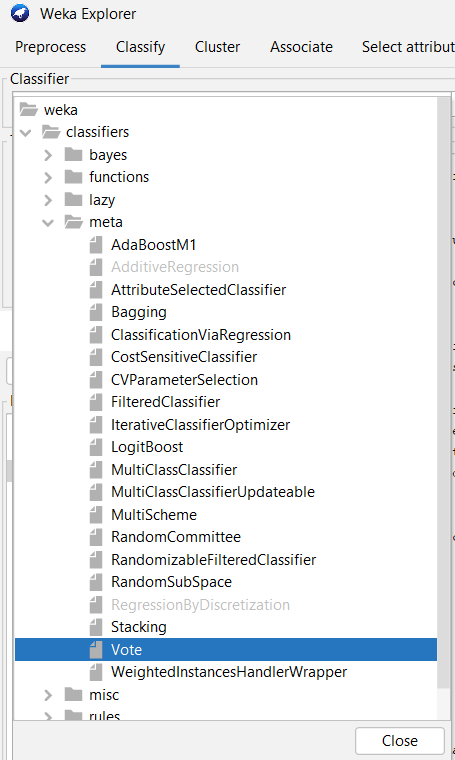 Weka Explorer
Preprocess Classify Cluster Associate Select attribut
Classifier
weka
classifiers
bayes
functions
lazy
meta
AdaBoostM1
AdditiveRegression
AttributeSelectedClassifier
Bagging
ClassificationViaRegression
CostSensitiveClassifier
CVParameterSelection
FilteredClassifier
IterativeClassifierOptimizer
LogitBoost
MultiClassClassifier
MultiClassClassifierUpdateable
MultiScheme
RandomCommittee
RandomizableFilteredClassifier
RandomSubSpace
RegressionByDiscretization
Stacking
Vote
WeightedInstancesHandlerWrapper
misc
rules
Close